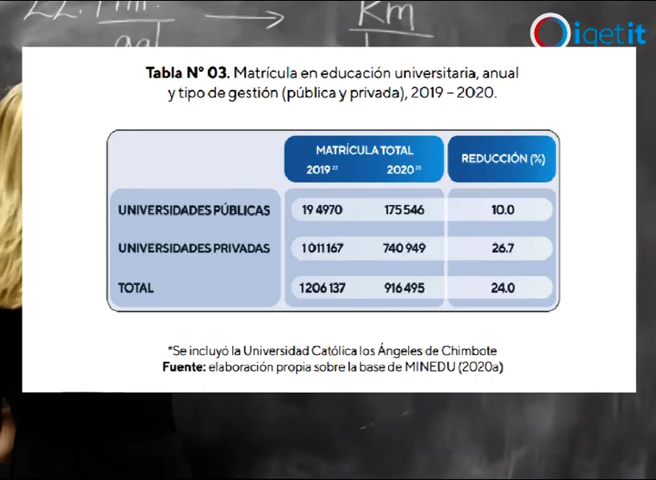 Km
iqetit
Tabla N° 03. Matrícula en educación universitaria, anual
y tipo de gestión (pública y privada), 2019 – 2020.
MATRÍCULA TOTAL
2019 22 2020 23 REDUCCIÓN (%)
UNIVERSIDADES PÚBLICAS 19 4970 175 546 10.0
UNIVERSIDADES PRIVADAS 1 011 167 740 949 26.7
TOTAL 1 206 137 916 495 24.0
*Se incluyó la Universidad Católica los Ángeles de Chimbote
Fuente: elaboración propia sobre la base de MINEDU (2020a)